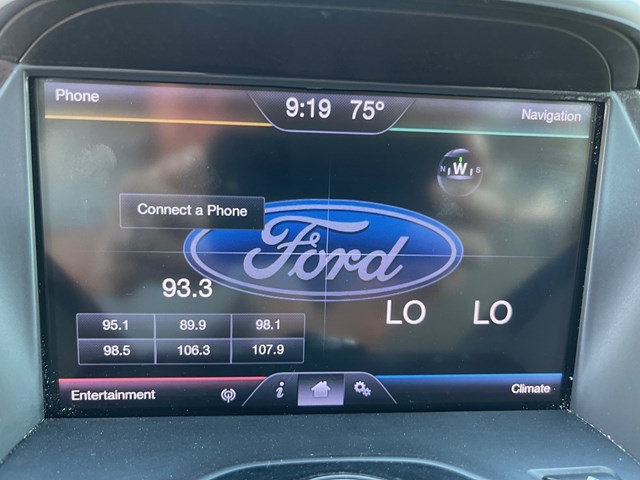 Phone
9:19 75°
Navigation
N W S
Connect a Phone
Ford
93.3
LO LO
95.1 89.9 98.1
98.5 106.3 107.9
Entertainment
i
Climate